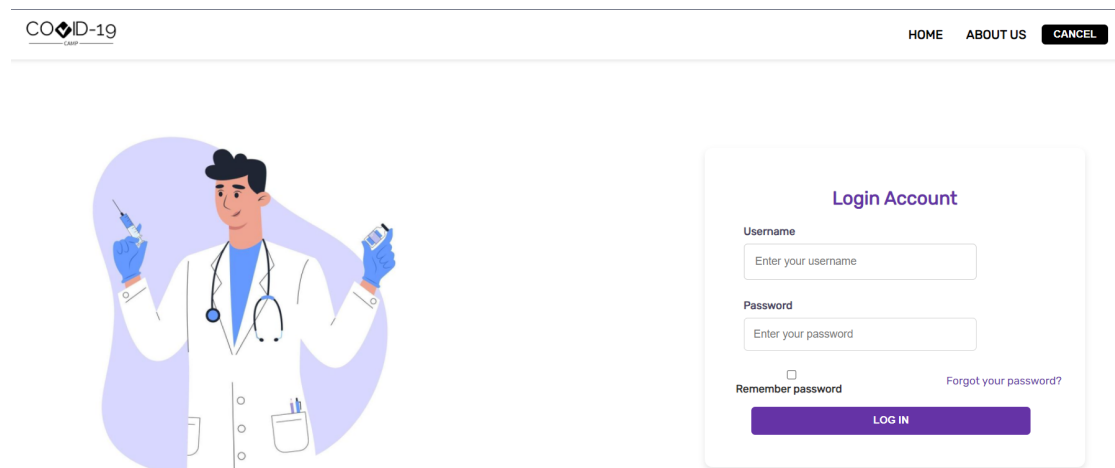 COVID-19
CAMP
HOME ABOUT US CANCEL
Login Account
Username
Enter your username
Password
Enter your password
Remember password
Forgot your password?
LOG IN